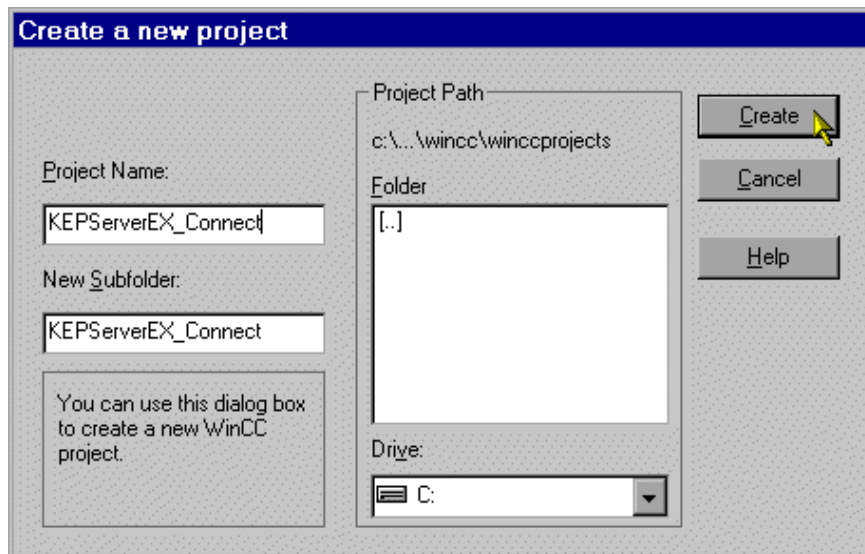 Create a new project
Project Name:
KEPServerEX_Connect
New Subfolder:
KEPServerEX_Connect
You can use this dialog box
to create a new WinCC
project.
Project Path
c:\...\wincc\winccprojects
Folder
[..]
Drive:
C:
Create
Cancel
Help